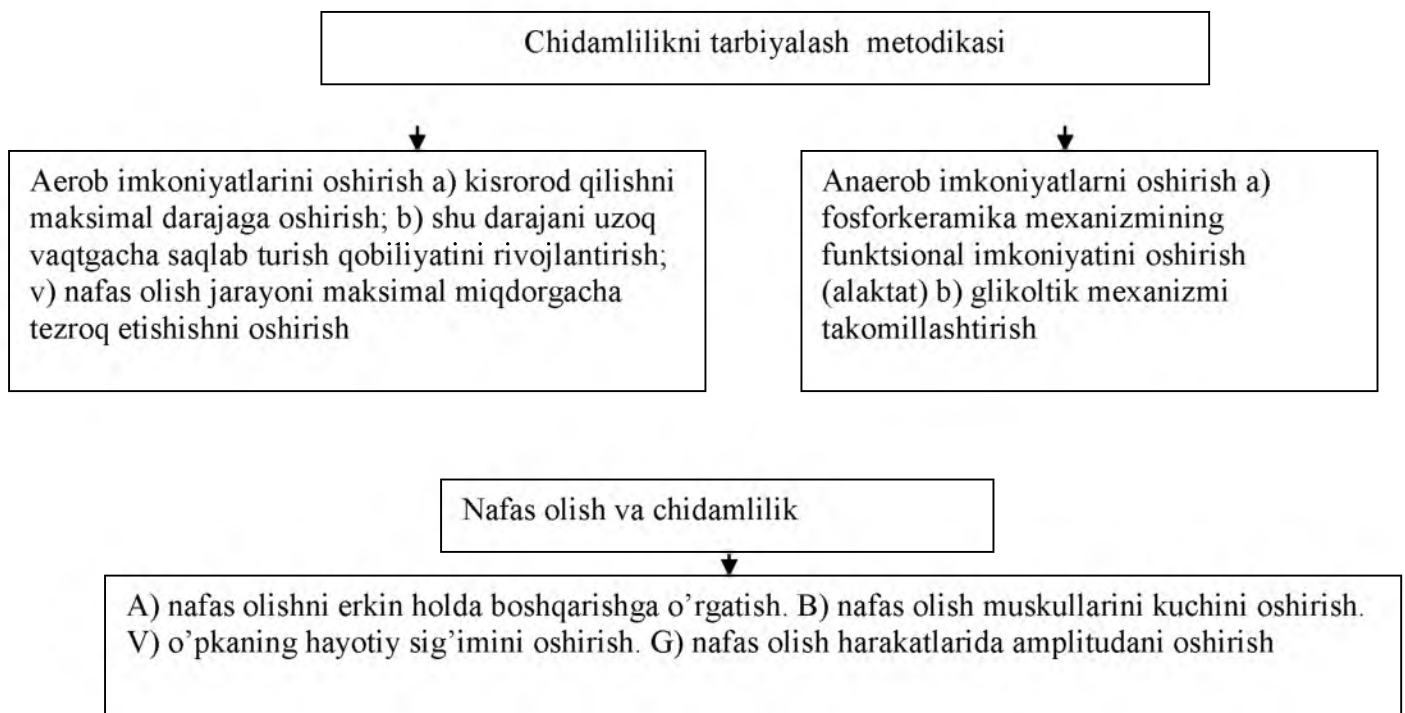 Chidamlilikni tarbiyalash metodikasi
Aerob imkoniyatlarini oshirish a) kisrorod qilishni
maksimal darajaga oshirish; b) shu darajani uzoq
vaqtgacha saqlab turish qobiliyatini rivojlantirish;
v) nafas olish jarayoni maksimal miqdorgacha
tezroq etishishni oshirish
Anaerob imkoniyatlarni oshirish a)
fosforkeramika mexanizmining
funktsional imkoniyatini oshirish
(alaktat) b) glikoltik mexanizmi
takomillashtirish
Nafas olish va chidamlilik
A) nafas olishni erkin holda boshqarishga o’rgatish. B) nafas olish muskullarini kuchini oshirish.
V) o’pkaning hayotiy sig’imini oshirish. G) nafas olish harakatlarida amplitudani oshirish